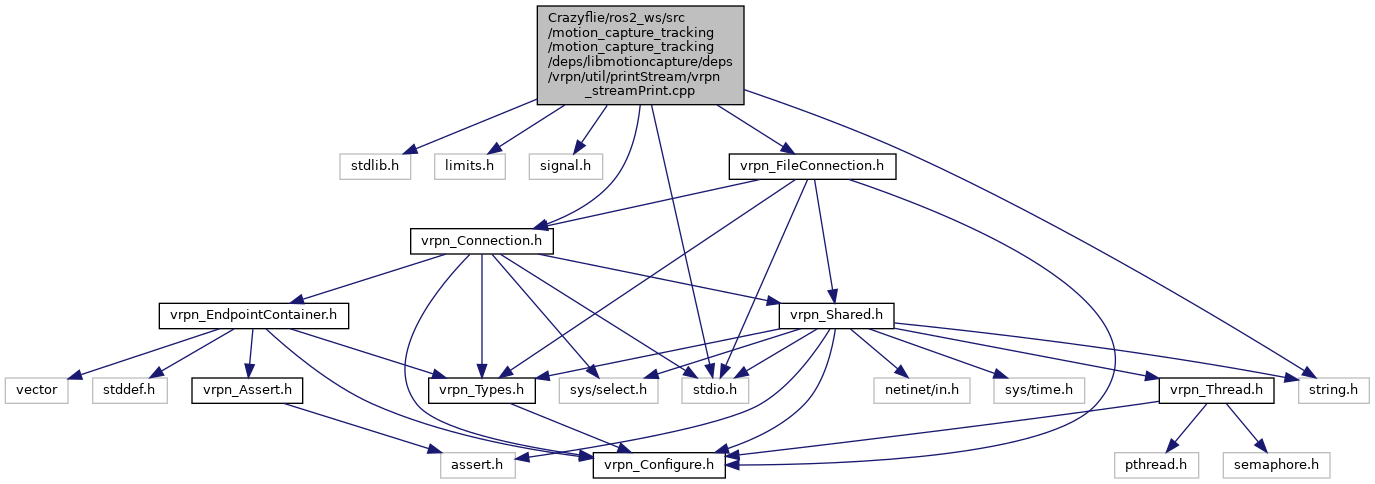 Crazyflie/ros2_ws/src
/motion_capture_tracking
/motion_capture_tracking
/deps/libmotioncapture/deps
/vrpn/util/printStream/vrpn
_streamPrint.cpp
stdlib.h
limits.h
signal.h
vrpn_FileConnection.h
vrpn_Connection.h
vrpn_EndpointContainer.h
vrpn_Shared.h
vector
stddef.h
vrpn_Assert.h
vrpn_Types.h
sys/select.h
stdio.h
netinet/in.h
sys/time.h
vrpn_Thread.h
string.h
assert.h
vrpn_Configure.h
pthread.h
semaphore.h